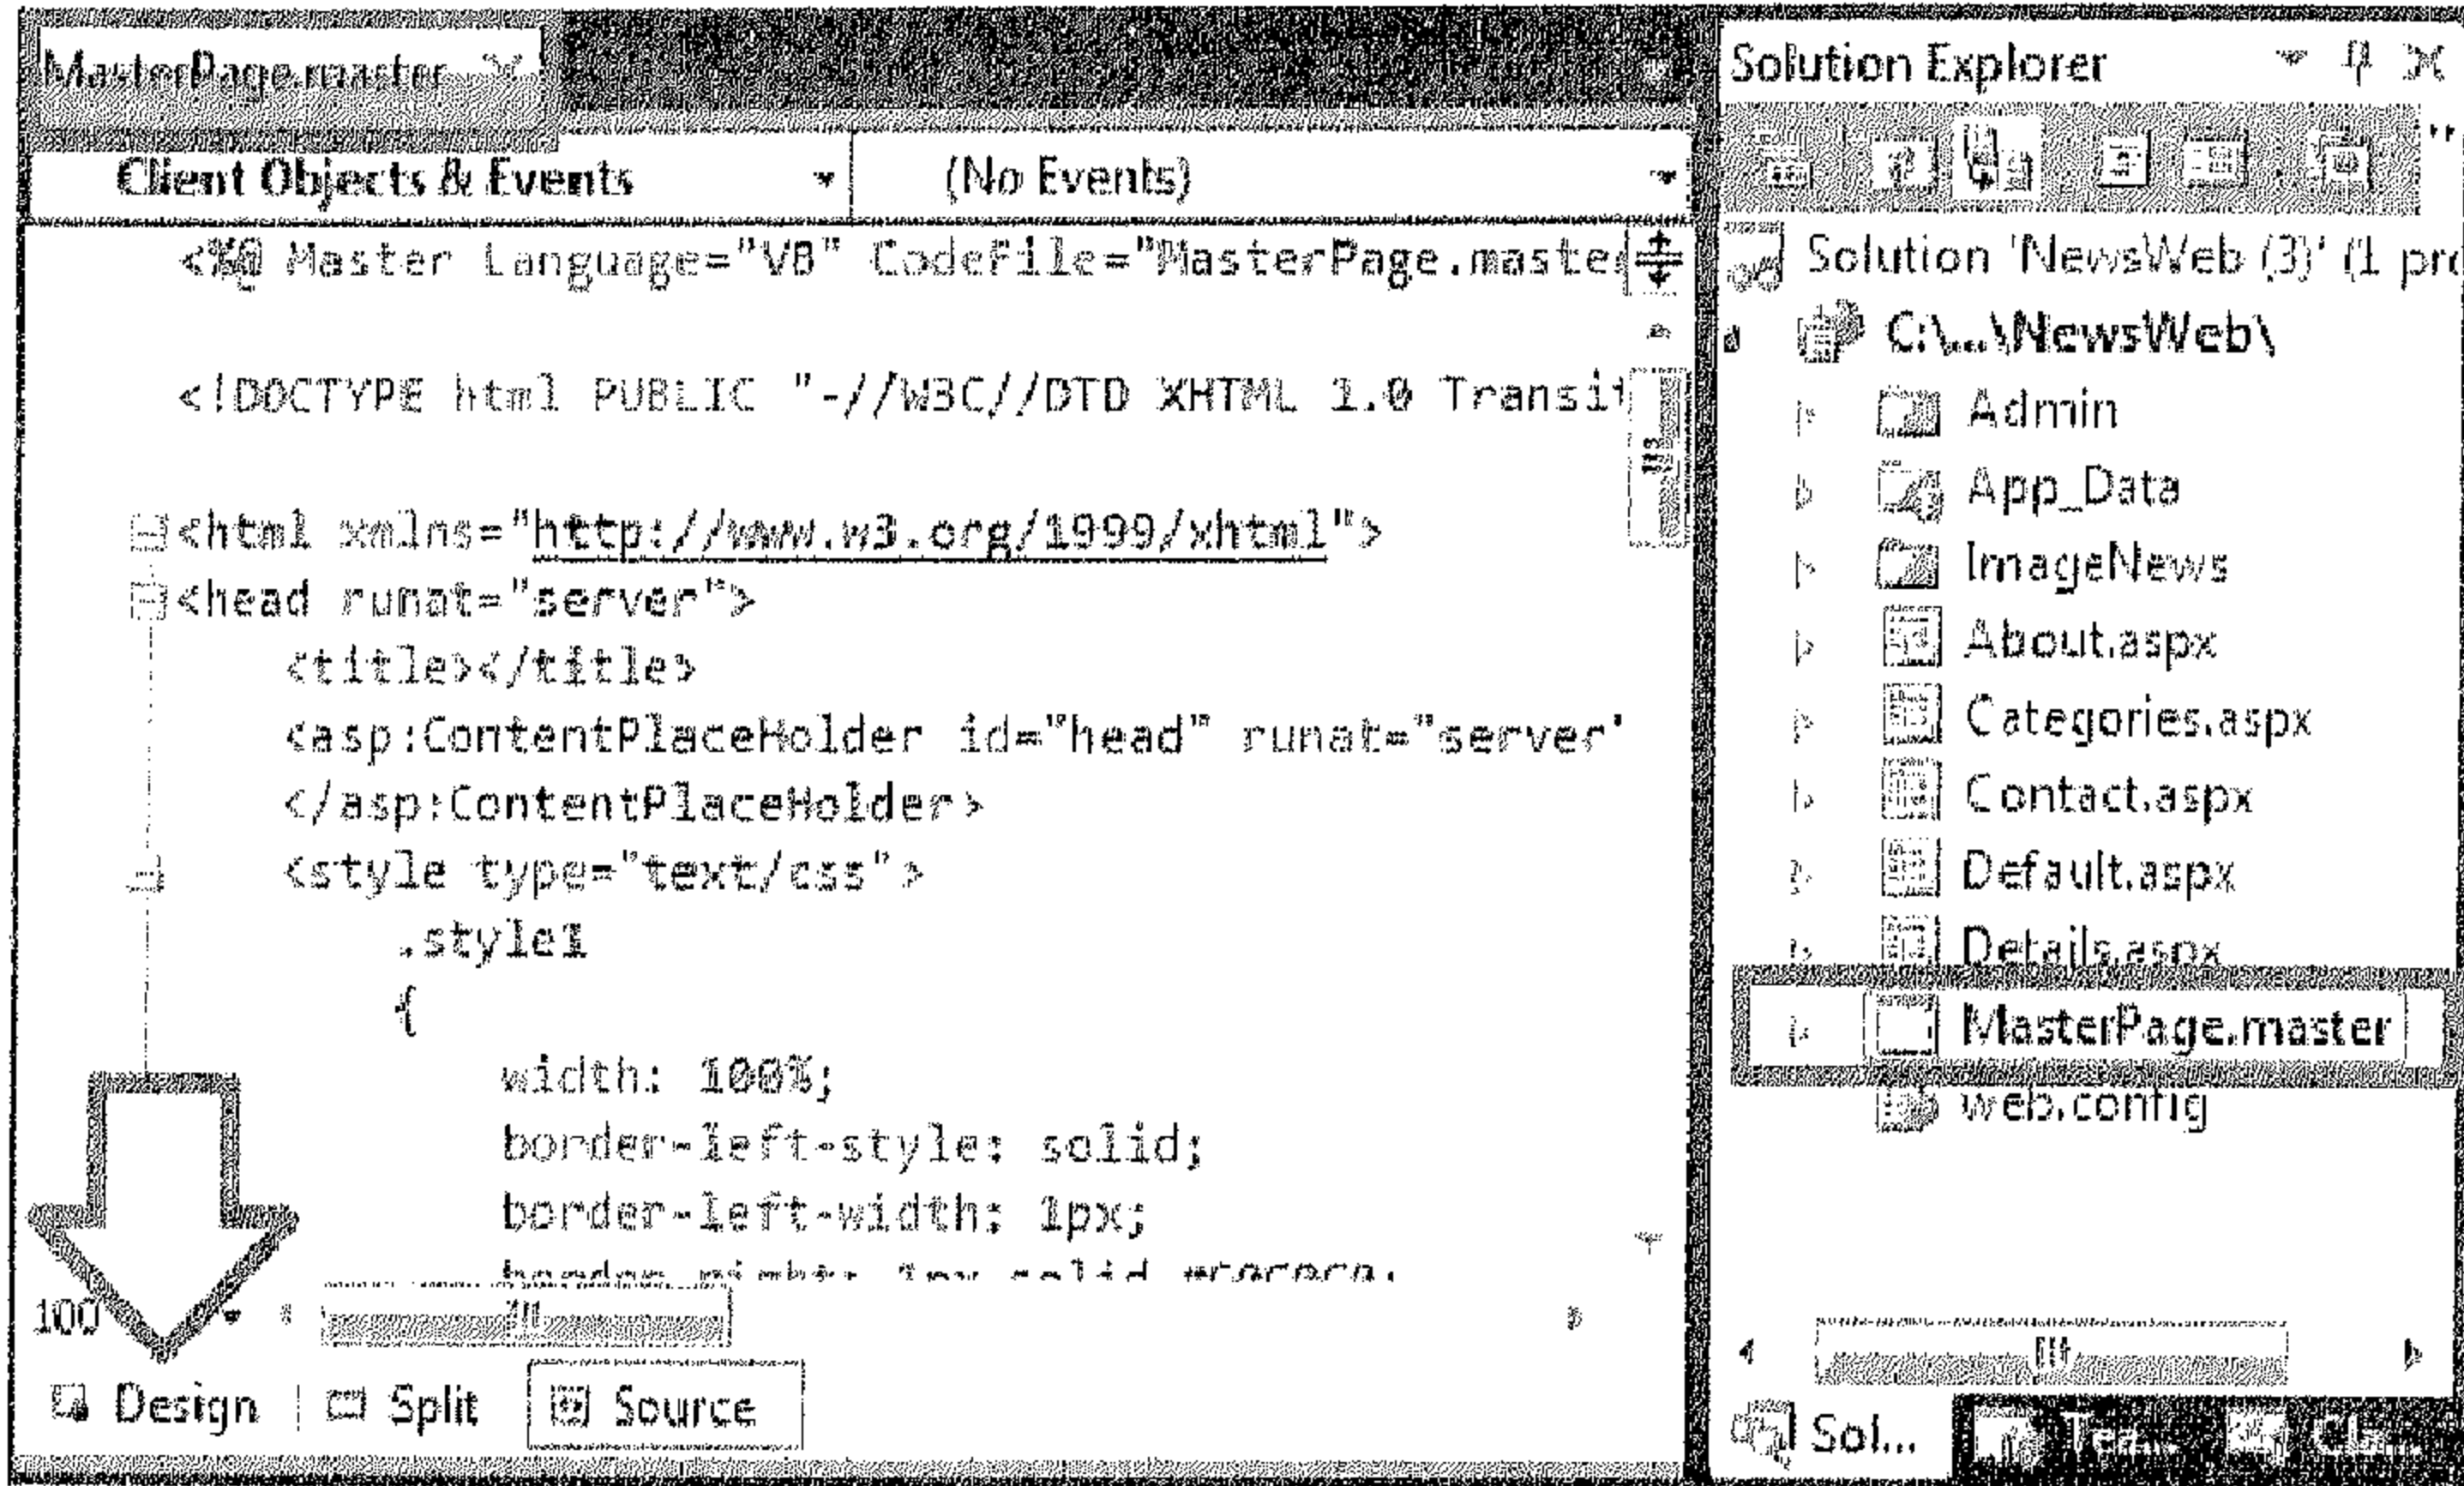 MasterPage.master
Client Objects & Events
(No Events)
<%@ Master Language="VB" CodeFile="MasterPage.master
<!DOCTYPE html PUBLIC "-//W3C//DTD XHTML 1.0 Transit
<html xmlns="http://www.w3.org/1999/xhtml">
<head runat="server">
<title></title>
<asp:ContentPlaceHolder id="head" runat="server"
</asp:ContentPlaceHolder>
<style type="text/css">
.style1
{
width: 100%;
border-left-style: solid;
border-left-width: 1px;
100
Design
Split
Source
Solution Explorer
Solution 'NewsWeb (3)' (1 pro
C:\...\NewsWeb\
Admin
App_Data
ImageNews
About.aspx
Categories.aspx
Contact.aspx
Default.aspx
Details.aspx
MasterPage.master
web.config
Sol...